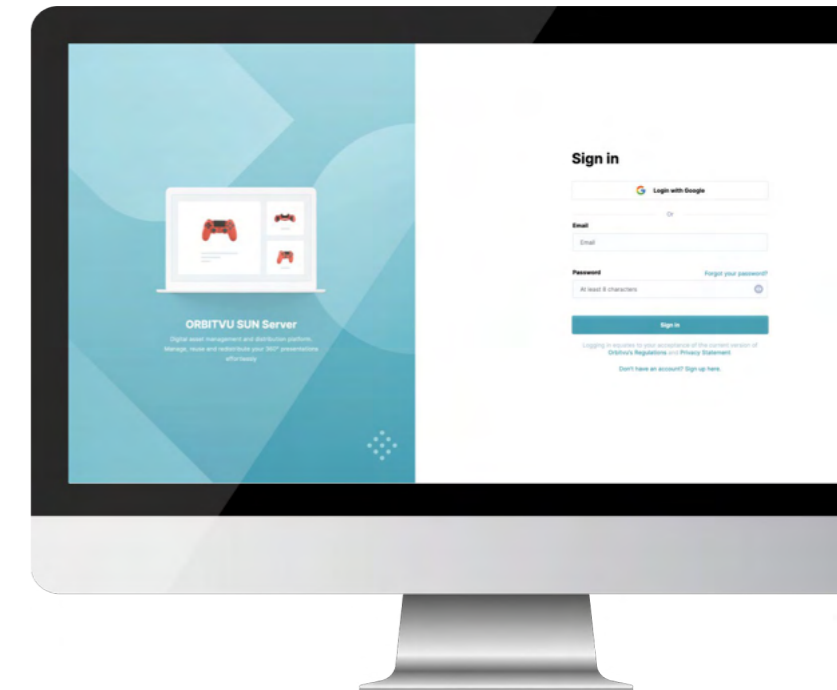 ORBITVU SUN Server
Digital asset management and distribution platform.
Manage, reuse and redistribute your 360° presentations
effortlessly
Sign in
Login with Google
Or
Email
Email
Password
Forgot your password?
At least 8 characters
Sign in
Logging in equates to your acceptance of the current version of
Orbitvu's Regulations and Privacy Statement
Don't have an account? Sign up here.